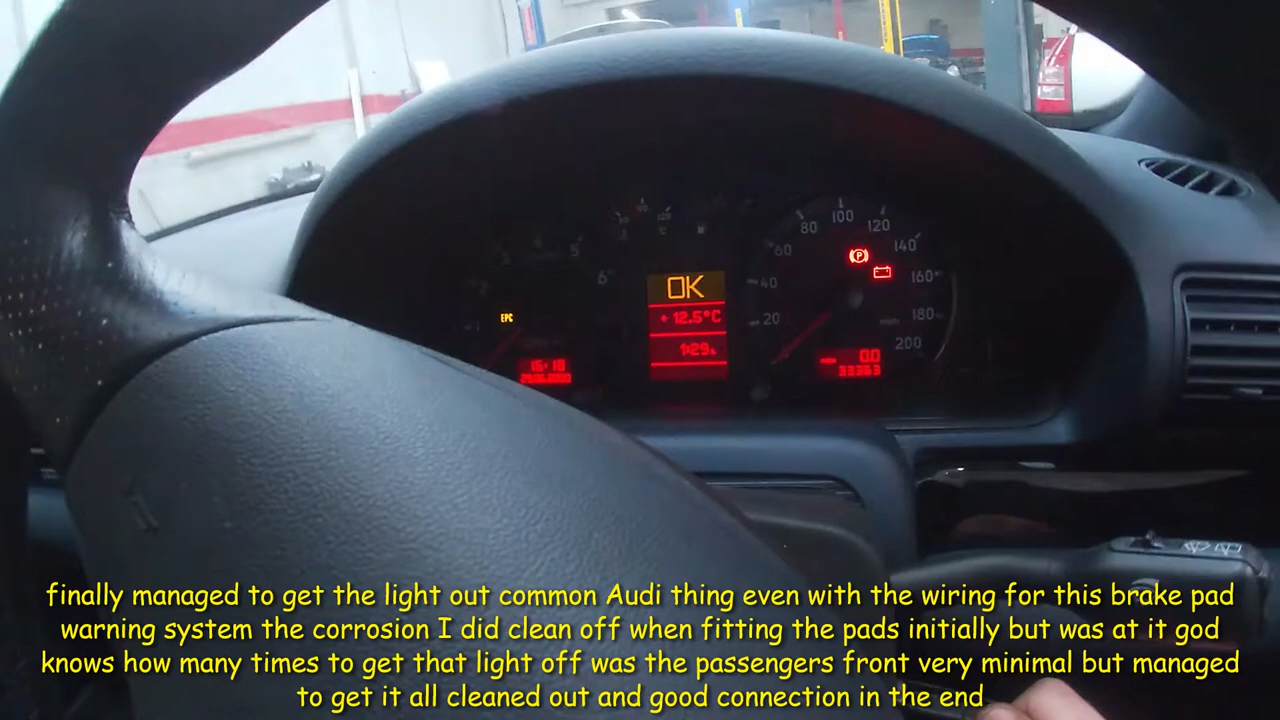 80 100 120
60 140
40 160
20 180
200
6
EPC
P
OK
+ 12.5°C
0.0
finally managed to get the light out common Audi thing even with the wiring for this brake pad
warning system the corrosion I did clean off when fitting the pads initially but was at it god
knows how many times to get that light off was the passengers front very minimal but managed
to get it all cleaned out and good connection in the end